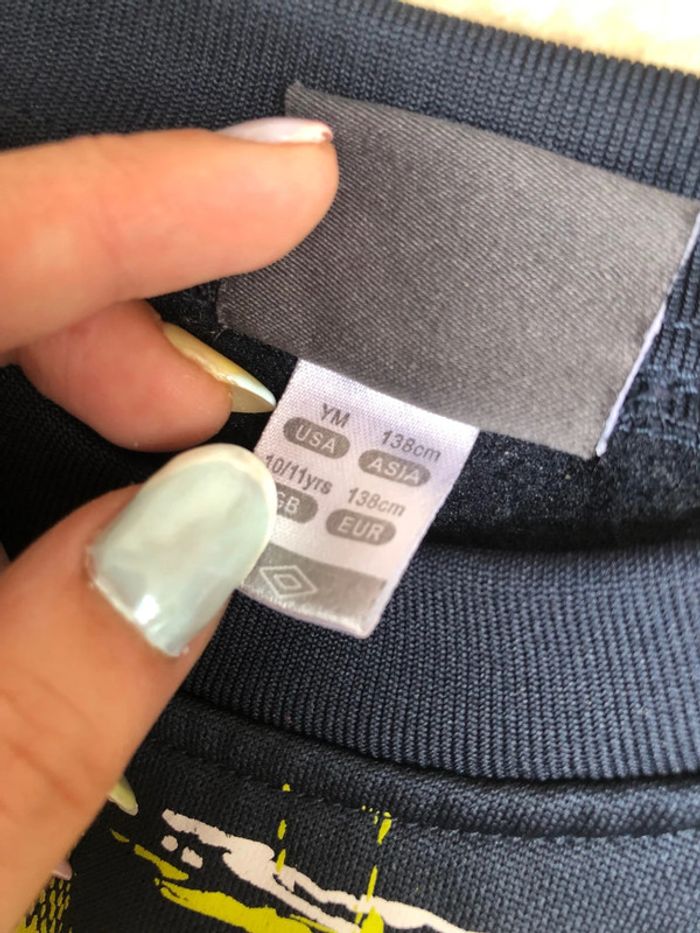 YM 138cm
USA ASIA
10/11yrs 138cm
GB EUR